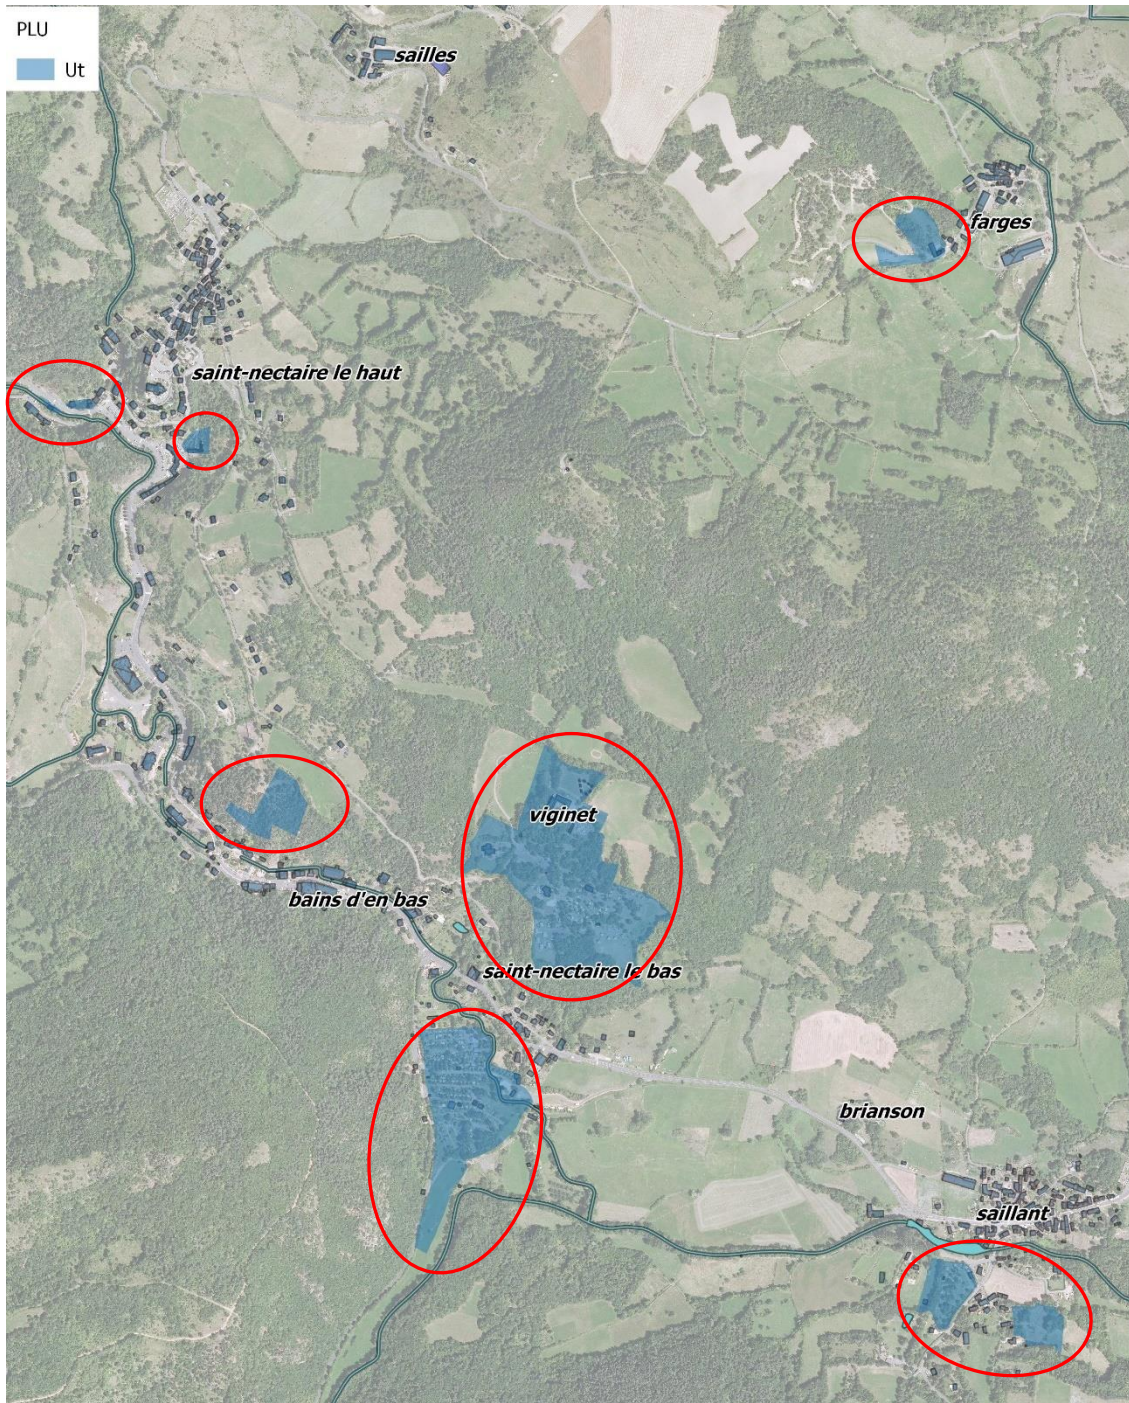 PLU
Ut
sailles
farges
saint-nectaire le haut
viginet
bains d'en bas
saint-nectaire le bas
brianson
saillant